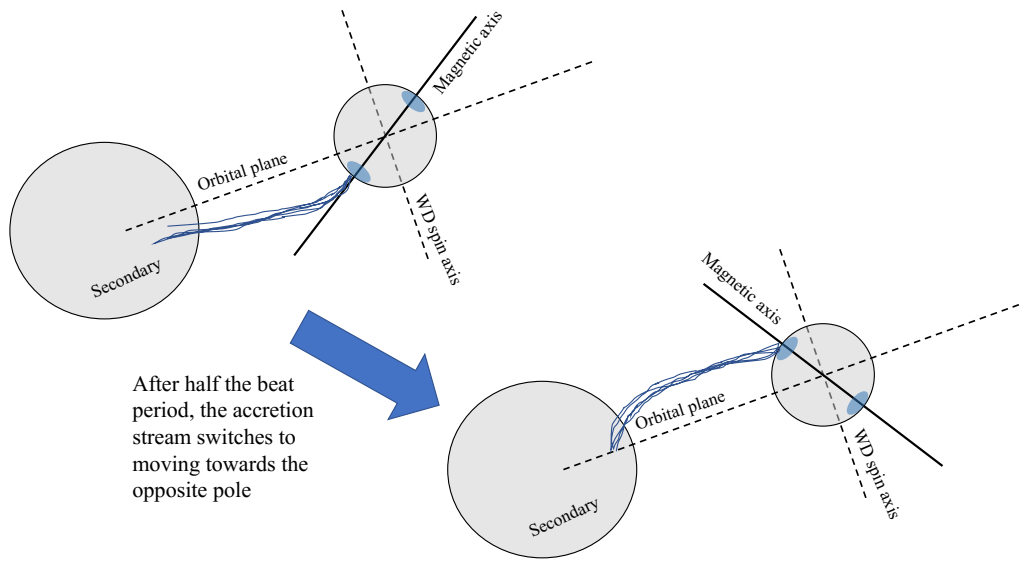 Magnetic axis
Orbital plane
WD spin axis
Secondary
After half the beat
period, the accretion
stream switches to
moving towards the
opposite pole
Magnetic axis
Orbital plane
WD spin axis
Secondary